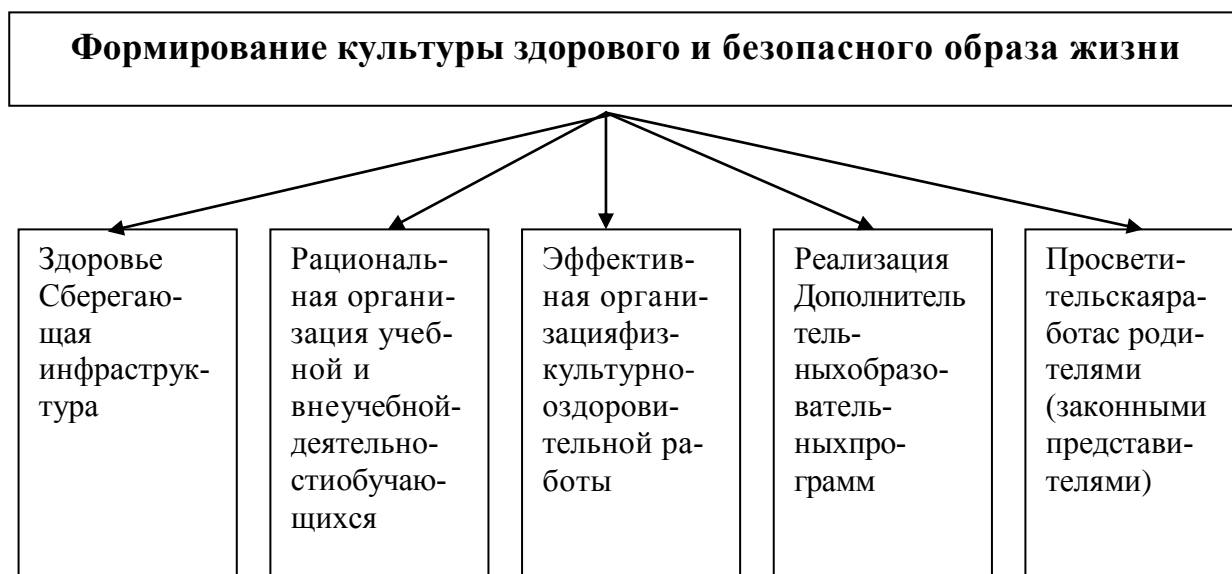 Формирование культуры здорового и безопасного образа жизни
Здоровье
Сберегаю-
щая
инфраструк-
тура
Рациональ-
ная органи-
зация учеб-
ной и
внеучебной-
деятельно-
стиобучаю-
щихся
Эффектив-
ная органи-
зацияфиз-
культурно-
оздорови-
тельной ра-
боты
Реализация
Дополнитель
тель-
ныхобразо-
ватель-
ныхпро-
грамм
Просвети-
тельскаяра-
ботас роди-
телями
(законными
представи-
телями)